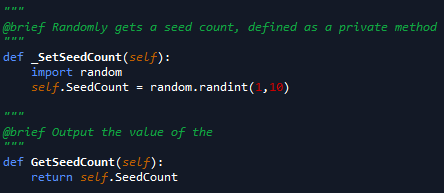 """
@brief Randomly gets a seed count, defined as a private method
"""
def _SetSeedCount(self):
    import random
    self.SeedCount = random.randint(1,10)

"""
@brief Output the value of the
"""
def GetSeedCount(self):
    return self.SeedCount